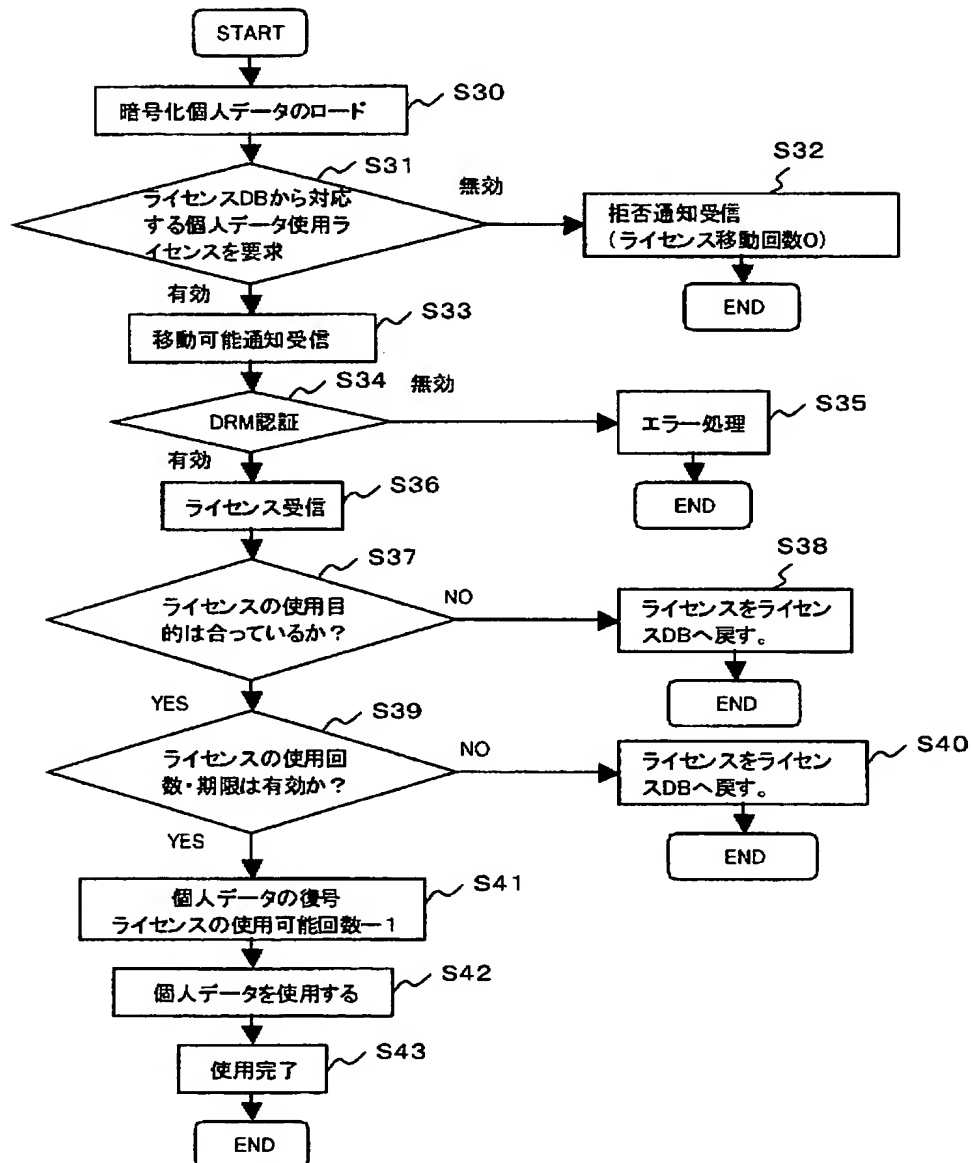 START
S30
暗号化個人データのロード
S31
ライセンスDBから対応
する個人データ使用ラ
イセンスを要求
無効
S32
拒否通知受信
(ライセンス移動回数0)
END
有効
S33
移動可能通知受信
S34
無効
DRM認証
S35
エラー処理
END
有効
S36
ライセンス受信
S37
ライセンスの使用目
的は合っているか?
NO
S38
ライセンスをライセン
スDBへ戻す。
END
YES
S39
ライセンスの使用回
数・期限は有効か?
NO
S40
ライセンスをライセン
スDBへ戻す。
END
YES
S41
個人データの復号
ライセンスの使用可能回数ー1
S42
個人データを使用する
S43
使用完了
END